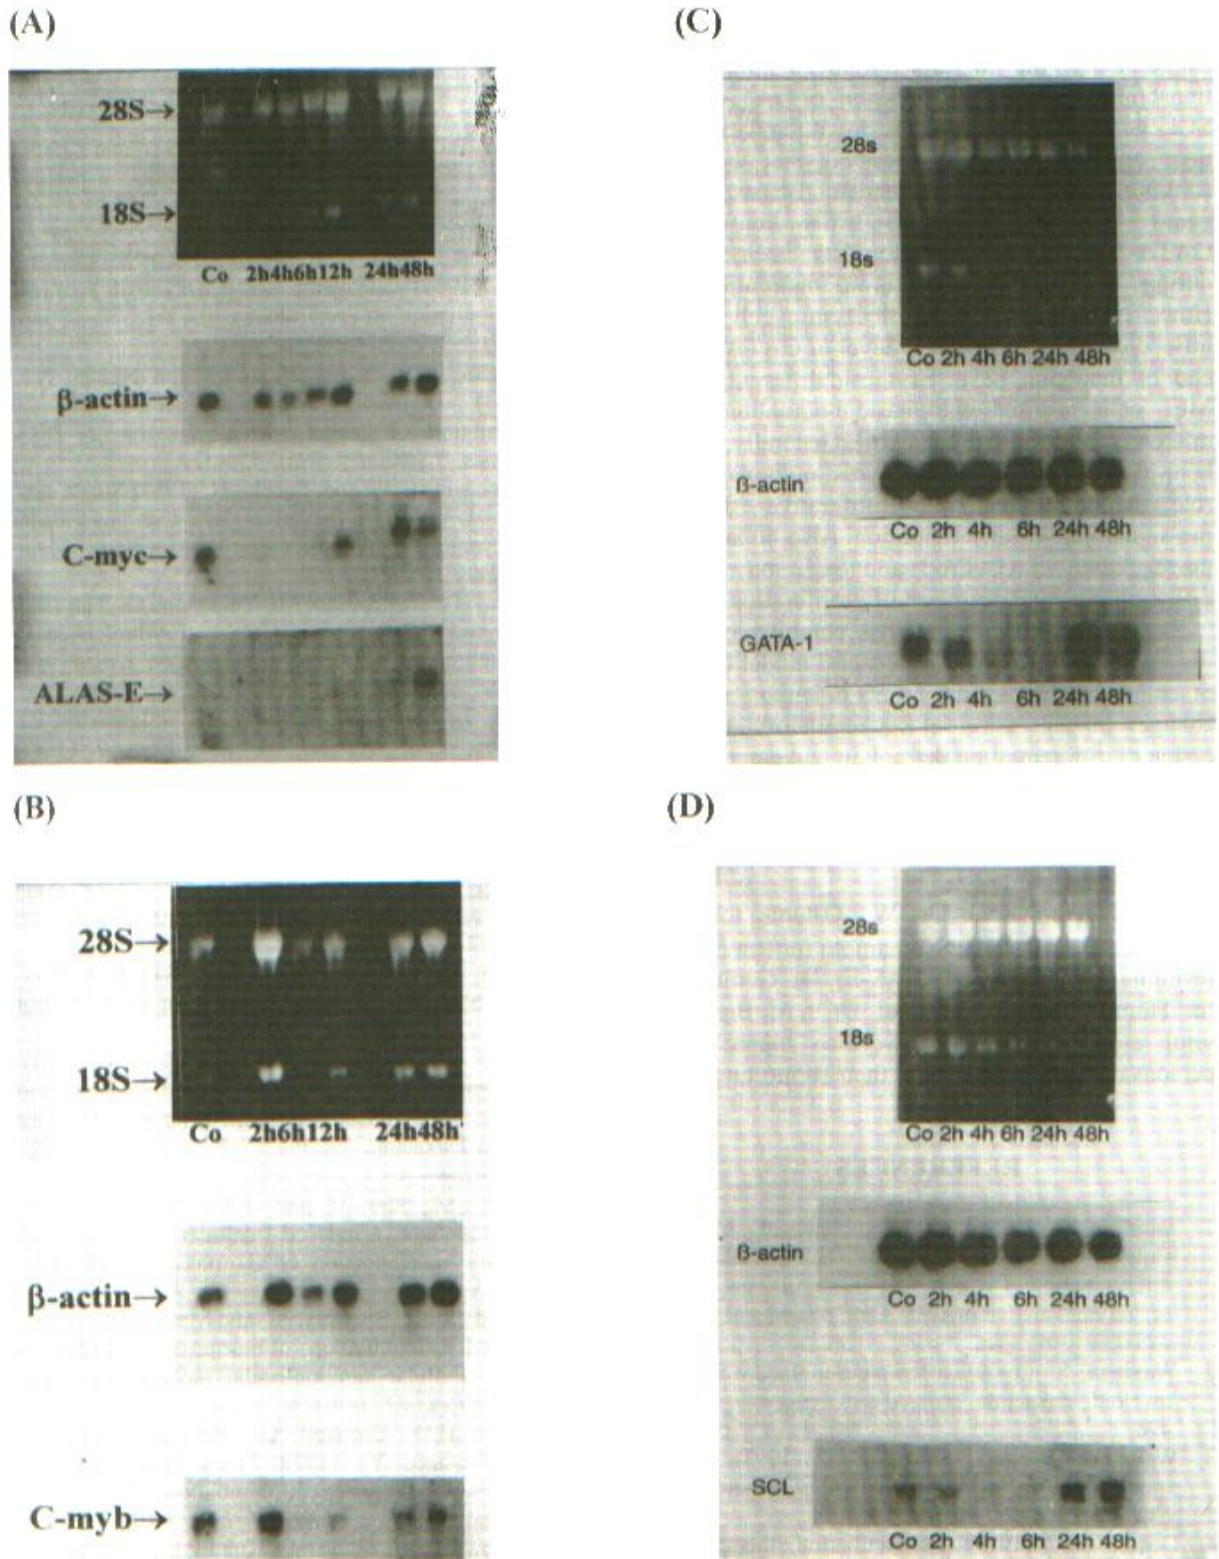 (A)
28S→
18S→
Co 2h4h6h12h 24h48h
β-actin→
C-myc→
ALAS-E→
(B)
28S→
18S→
Co 2h6h12h 24h48h
β-actin→
C-myb→
(C)
28s
18s
Co 2h 4h 6h 24h 48h
ß-actin
Co 2h 4h 6h 24h 48h
GATA-1
Co 2h 4h 6h 24h 48h
(D)
28s
18s
Co 2h 4h 6h 24h 48h
ß-actin
Co 2h 4h 6h 24h 48h
SCL
Co 2h 4h 6h 24h 48h